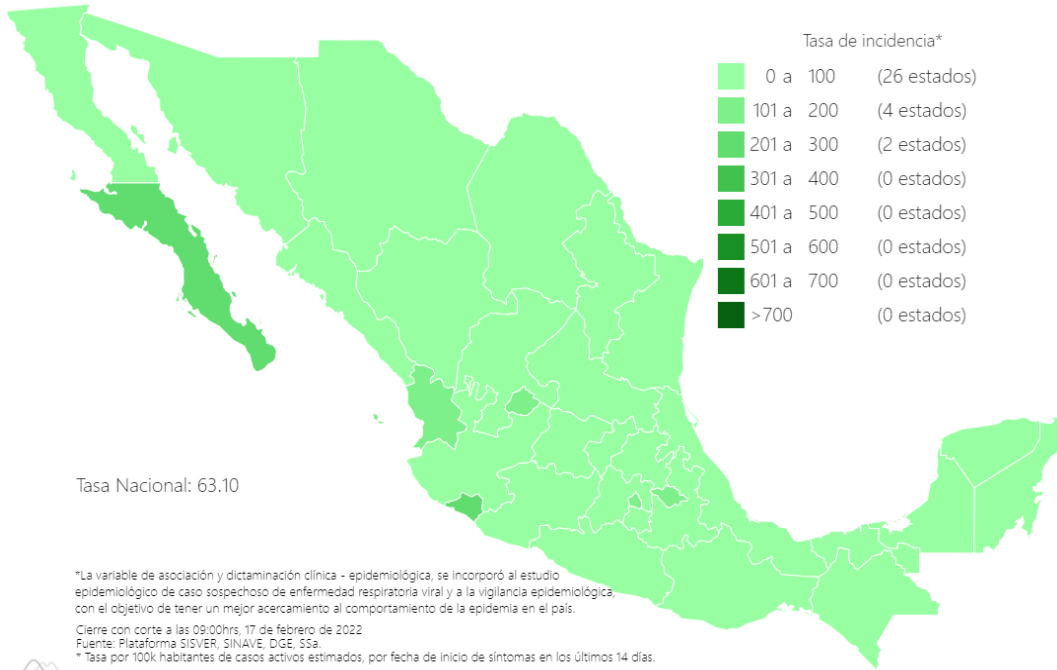 Tasa de incidencia*
0 a 100 (26 estados)
101 a 200 (4 estados)
201 a 300 (2 estados)
301 a 400 (0 estados)
401 a 500 (0 estados)
501 a 600 (0 estados)
601 a 700 (0 estados)
>700 (0 estados)
Tasa Nacional: 63.10
*La variable de asociación y dictaminación clínica - epidemiológica, se incorporó al estudio
epidemiológico de caso sospechoso de enfermedad respiratoria viral y a la vigilancia epidemiológica,
con el objetivo de tener un mejor acercamiento al comportamiento de la epidemia en el país.
Cierre con corte a las 09:00hrs, 17 de febrero de 2022
Fuente: Plataforma SISVER, SINAVE, DGE, SSa.
* Tasa por 100k habitantes de casos activos estimados, por fecha de inicio de síntomas en los últimos 14 días.